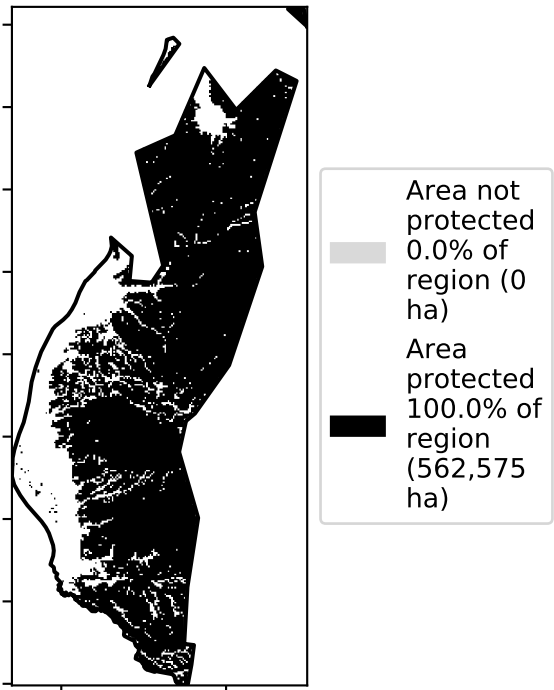 Area not
protected
0.0% of
region (0
ha)
Area
protected
100.0% of
region
(562,575
ha)